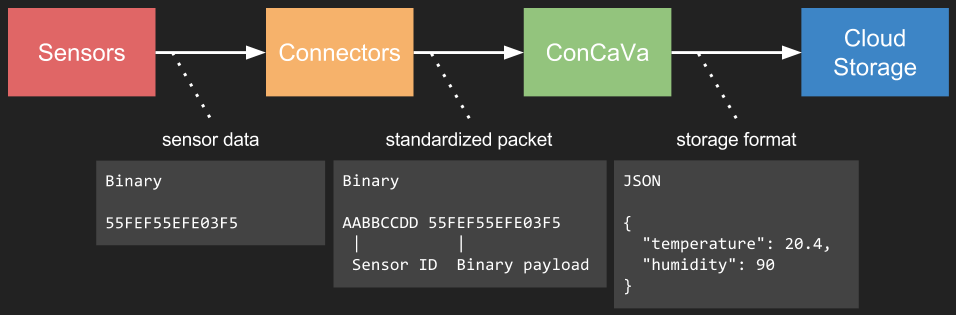 Sensors
Connectors
ConCaVa
Cloud
Storage
sensor data
standardized packet
storage format
Binary
55FEF55EFE03F5
Binary
AABBCCDD 55FEF55EFE03F5
| |
Sensor ID Binary payload
JSON
{
"temperature": 20.4,
"humidity": 90
}